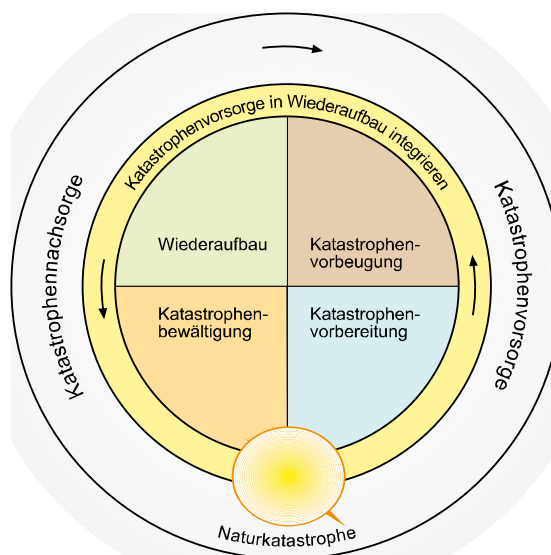 Katastrophenvorsorge in Wiederaufbau integrieren
Katastrophennachsorge
Katastrophenvorsorge
Wiederaufbau
Katastrophen-
vorbeugung
Katastrophen-
bewältigung
Katastrophen-
vorbereitung
Naturkatastrophe